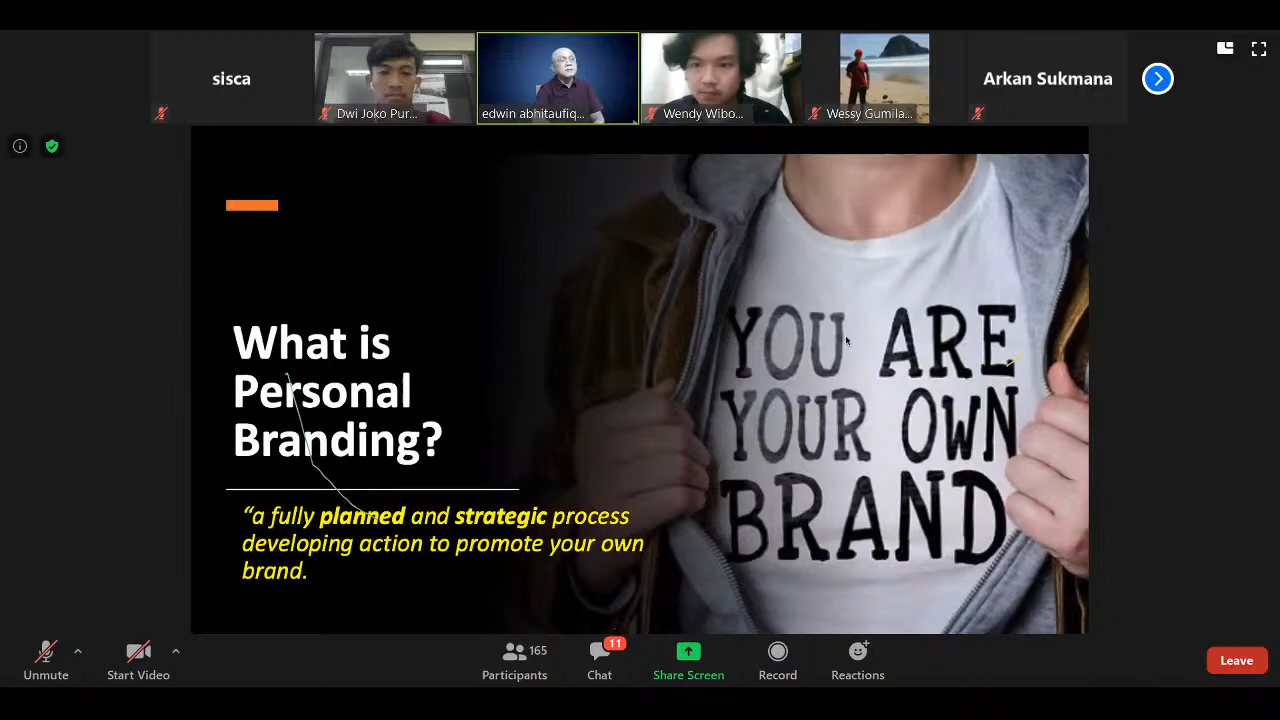 sisca
Dwi Joko Pur...
edwin abhitaufiq...
Wendy Wibo...
Wessy Gumila...
Arkan Sukmana
What is
Personal
Branding?
“a fully planned and strategic process
developing action to promote your own
brand.
YOU ARE
YOUR OWN
BRAND
Unmute
Start Video
165
Participants
11
Chat
Share Screen
Record
Reactions
Leave